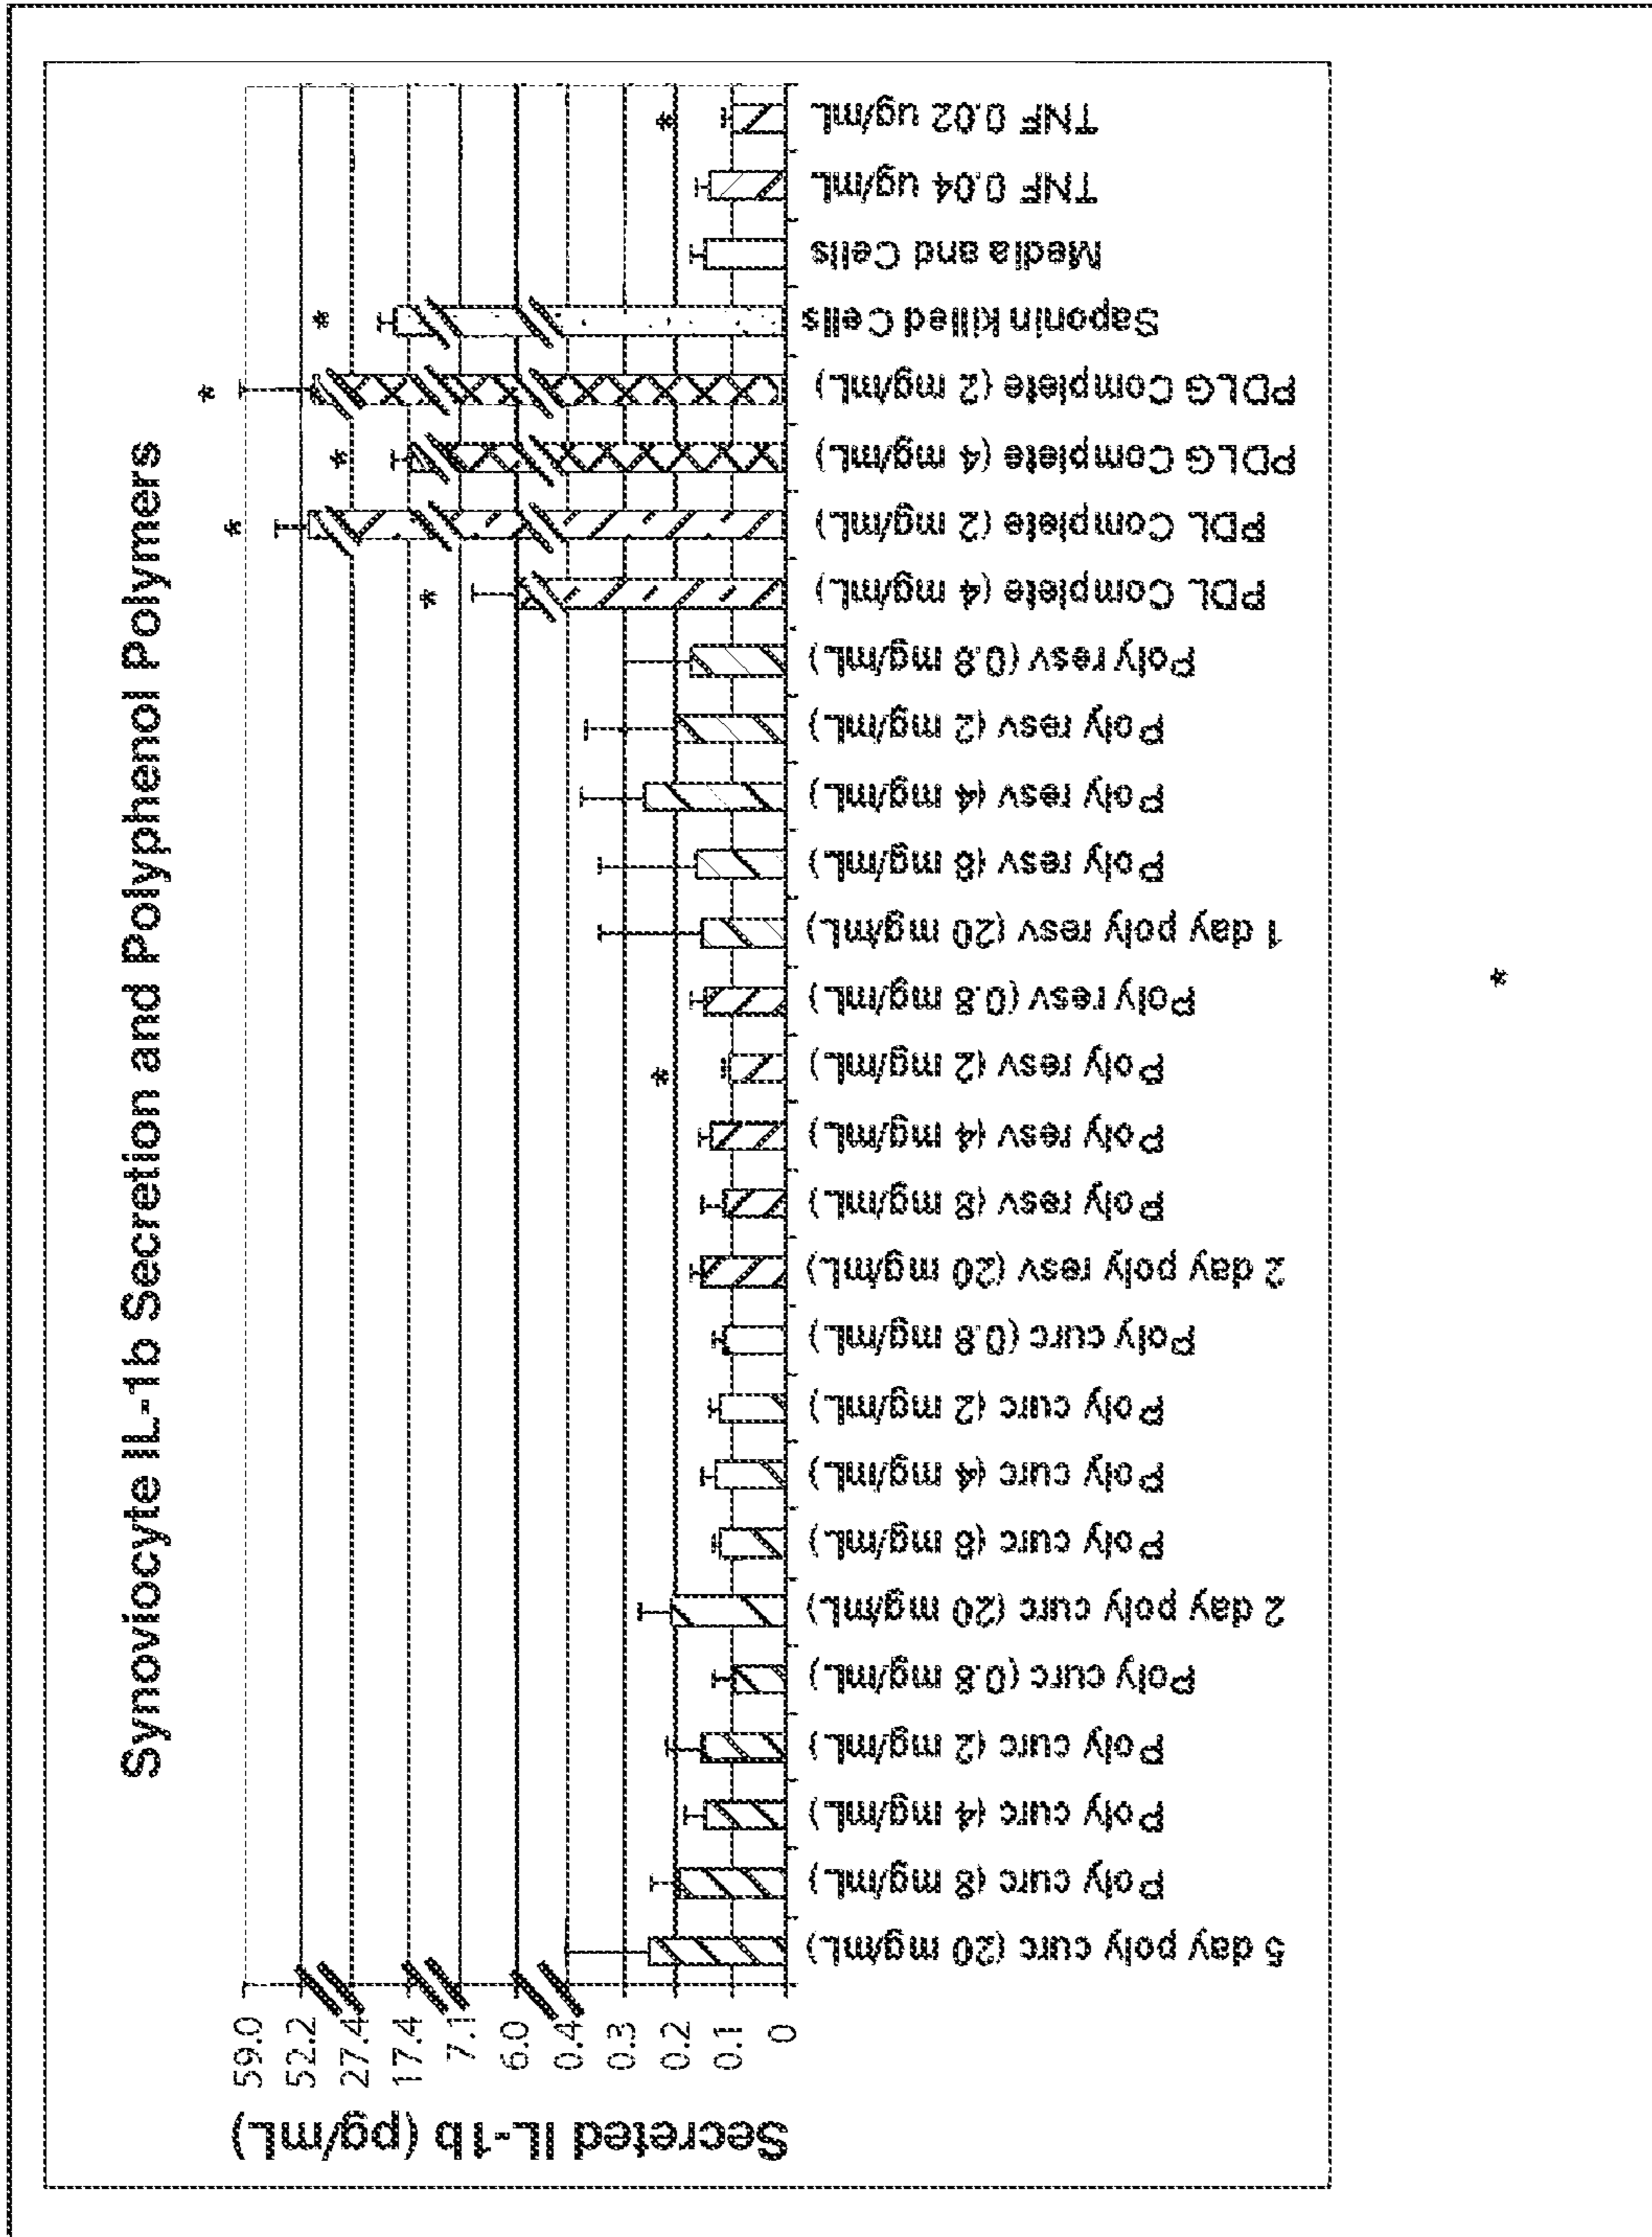 Synoviocyte IL-1b Secretion and Polyphenol Polymers
Secreted IL-1b (pg/mL)
59.0
52.2
27.4
17.4
7.1
6.0
0.4
0.3
0.2
0.1
0
5 day poly curc (20 mg/mL)
Poly curc (8 mg/mL)
Poly curc (4 mg/mL)
Poly curc (2 mg/mL)
Poly curc (0.8 mg/mL)
2 day poly curc (20 mg/mL)
Poly curc (8 mg/mL)
Poly curc (4 mg/mL)
Poly curc (2 mg/mL)
Poly curc (0.8 mg/mL)
2 day poly resv (20 mg/mL)
Poly resv (8 mg/mL)
Poly resv (4 mg/mL)
Poly resv (2 mg/mL)
Poly resv (0.8 mg/mL)
1 day poly resv (20 mg/mL)
Poly resv (8 mg/mL)
Poly resv (4 mg/mL)
Poly resv (2 mg/mL)
Poly resv (0.8 mg/mL)
PDL Complete (4 mg/mL)
PDL Complete (2 mg/mL)
PDLG Complete (4 mg/mL)
PDLG Complete (2 mg/mL)
Saponin killed Cells
Media and Cells
TNF 0.04 ug/mL
TNF 0.02 ug/mL
*
*
*
*
*
*
*
*